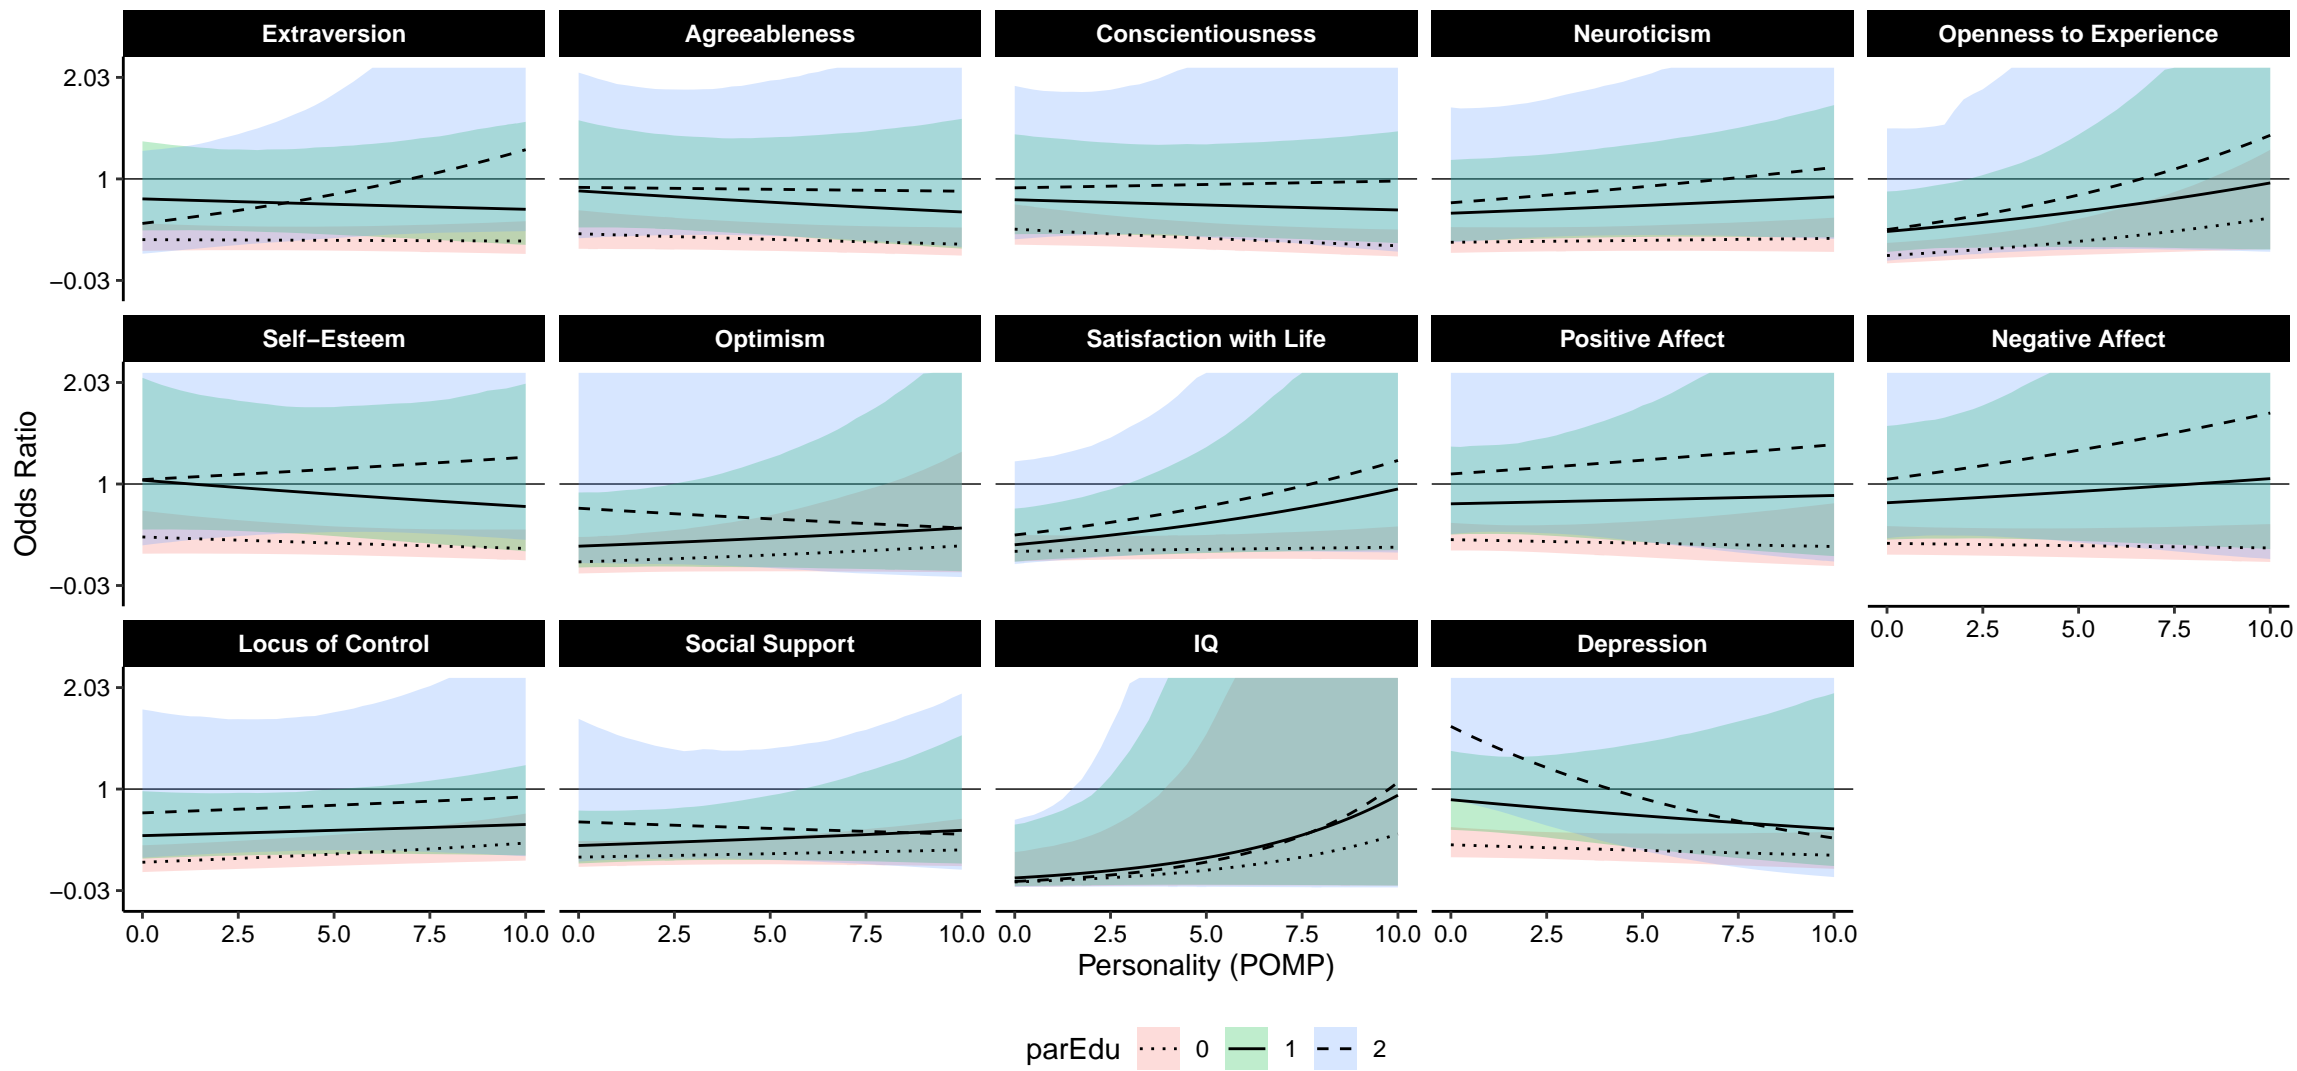 Extraversion Agreeableness Conscientiousness Neuroticism Openness to Experience
2.03
1
−0.03
Self−Esteem Optimism Satisfaction with Life Positive Affect Negative Affect
2.03
1
−0.03
Odds Ratio
0.0 2.5 5.0 7.5 10.0
Locus of Control Social Support IQ Depression
2.03
1
−0.03
0.0 2.5 5.0 7.5 10.0 0.0 2.5 5.0 7.5 10.0 0.0 2.5 5.0 7.5 10.0 0.0 2.5 5.0 7.5 10.0
Personality (POMP)
parEdu 0 1 2